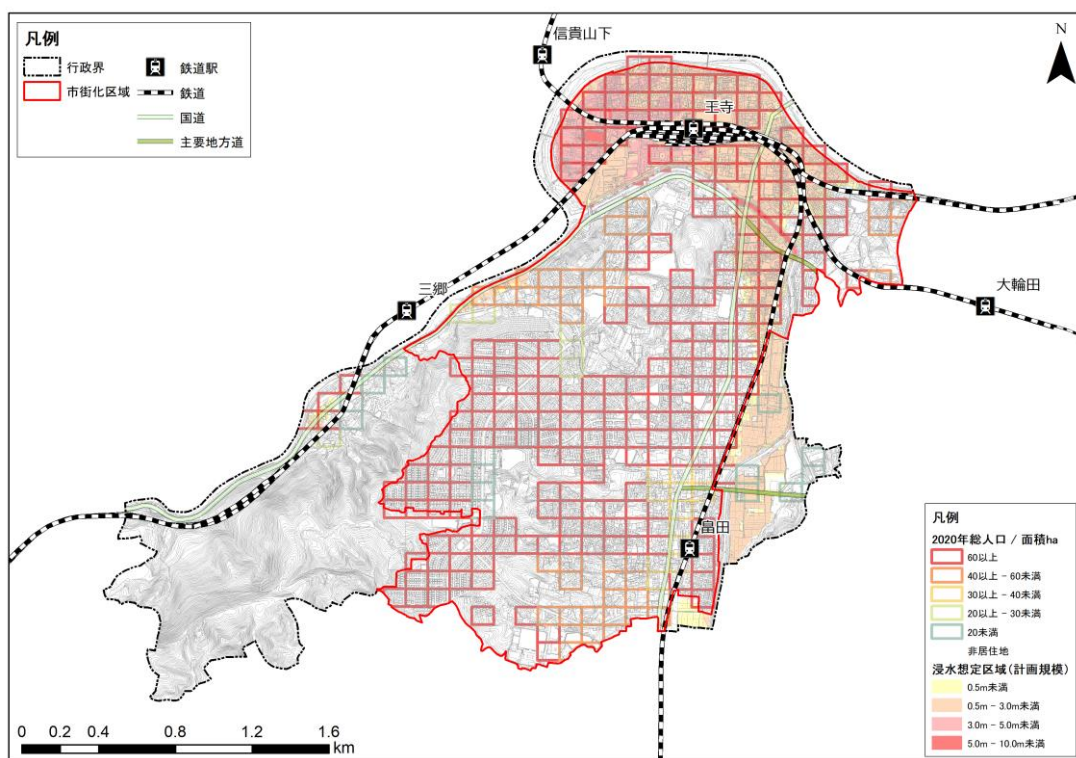 凡例
行政界
鉄道駅
市街化区域
鉄道
国道
主要地方道
信貴山下
N
王寺
三郷
大輪田
畠田
凡例
2020年総人口 / 面積ha
60以上
40以上 - 60未満
30以上 - 40未満
20以上 - 30未満
20未満
非居住地
浸水想定区域(計画規模)
0.5m未満
0.5m - 3.0m未満
3.0m - 5.0m未満
5.0m - 10.0m未満
0 0.2 0.4 0.8 1.2 1.6
km